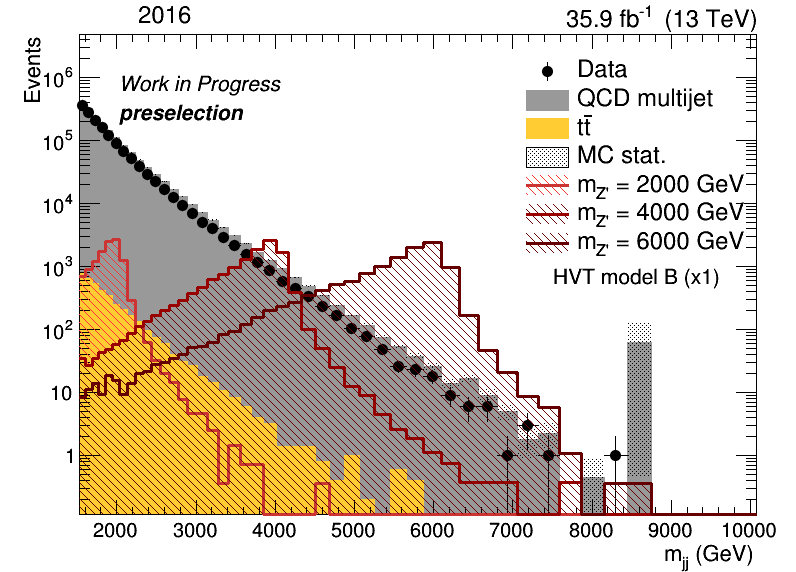 2016
35.9 fb⁻¹ (13 TeV)
Events
Work in Progress
preselection
Data
QCD multijet
tt̄
MC stat.
m_Z' = 2000 GeV
m_Z' = 4000 GeV
m_Z' = 6000 GeV
HVT model B (x1)
10⁶
10⁵
10⁴
10³
10²
10
1
2000 3000 4000 5000 6000 7000 8000 9000 10000
m_jj (GeV)